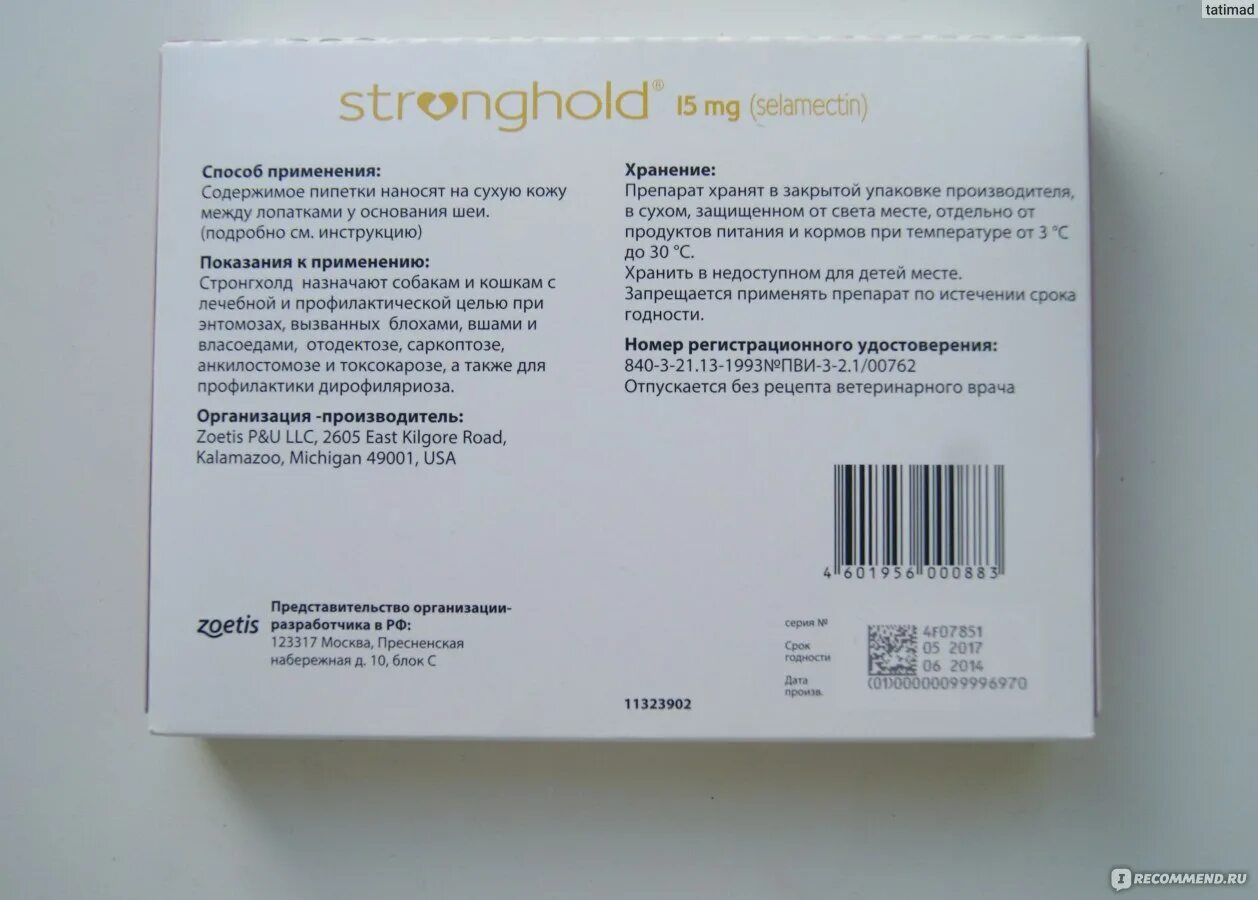 tatimad
stronghold® 15 mg (selamectin)
Способ применения:
Содержимое пипетки наносят на сухую кожу
между лопатками у основания шеи.
(подробно см. инструкцию)
Показания к применению:
Стронгхолд назначают собакам и кошкам с
лечебной и профилактической целью при
энтомозах, вызванных блохами, вшами и
власоедами, отодектозе, саркоптозе,
анкилостомозе и токсокарозе, а также для
профилактики дирофиляриоза.
Организация -производитель:
Zoetis P&U LLC, 2605 East Kilgore Road,
Kalamazoo, Michigan 49001, USA
Хранение:
Препарат хранят в закрытой упаковке производителя,
в сухом, защищенном от света месте, отдельно от
продуктов питания и кормов при температуре от 3 °С
до 30 °С.
Хранить в недоступном для детей месте.
Запрещается применять препарат по истечении срока
годности.
Номер регистрационного удостоверения:
840-3-21.13-1993№ПВИ-3-2.1/00762
Отпускается без рецепта ветеринарного врача
4 601956 000883
zoetis
Представительство организации-
разработчика в РФ:
123317 Москва, Пресненская
набережная д. 10, блок С
11323902
серия № 4F07851
Срок
годности 05 2017
06 2014
Дата
произв. (01)00000099996970
IRECOMMEND.RU